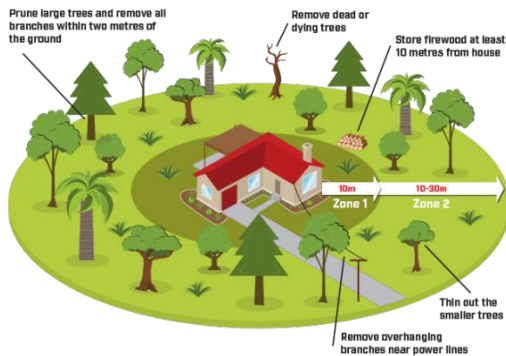 Prune large trees and remove all
branches within two metres of
the ground
Remove dead or
dying trees
Store firewood at least
10 metres from house
10m
Zone 1
10-30m
Zone 2
Thin out the
smaller trees
Remove overhanging
branches near power lines